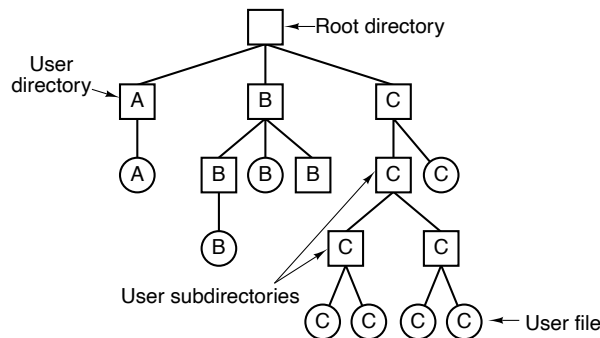 Root directory
User
directory
A B C
A B B B C C
B C C
User subdirectories
C C C C
User file